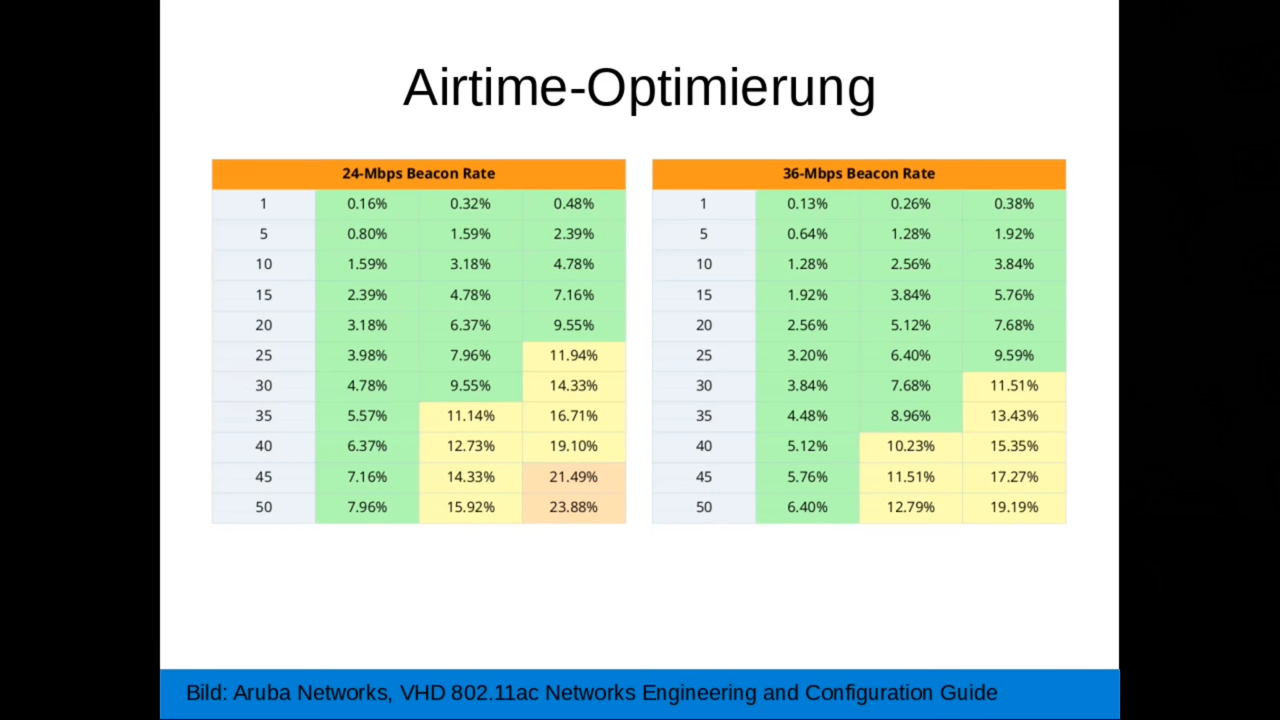 Airtime-Optimierung
24-Mbps Beacon Rate
1 0.16% 0.32% 0.48%
5 0.80% 1.59% 2.39%
10 1.59% 3.18% 4.78%
15 2.39% 4.78% 7.16%
20 3.18% 6.37% 9.55%
25 3.98% 7.96% 11.94%
30 4.78% 9.55% 14.33%
35 5.57% 11.14% 16.71%
40 6.37% 12.73% 19.10%
45 7.16% 14.33% 21.49%
50 7.96% 15.92% 23.88%
36-Mbps Beacon Rate
1 0.13% 0.26% 0.38%
5 0.64% 1.28% 1.92%
10 1.28% 2.56% 3.84%
15 1.92% 3.84% 5.76%
20 2.56% 5.12% 7.68%
25 3.20% 6.40% 9.59%
30 3.84% 7.68% 11.51%
35 4.48% 8.96% 13.43%
40 5.12% 10.23% 15.35%
45 5.76% 11.51% 17.27%
50 6.40% 12.79% 19.19%
Bild: Aruba Networks, VHD 802.11ac Networks Engineering and Configuration Guide